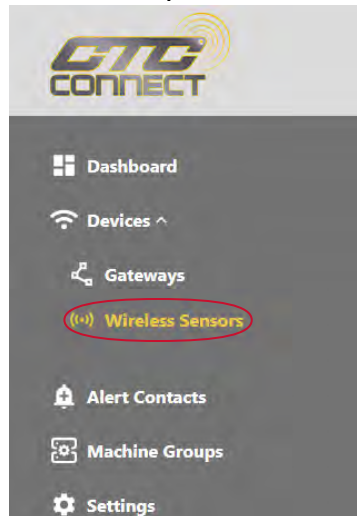 CTC
CONNECT
Dashboard
Devices ^
Gateways
Wireless Sensors
Alert Contacts
Machine Groups
Settings